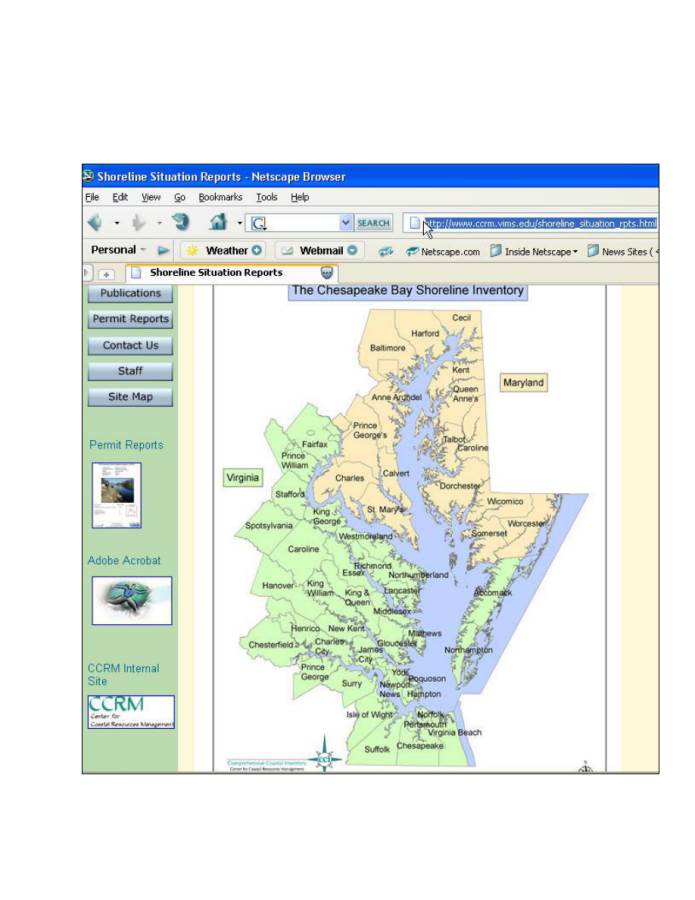 Shoreline Situation Reports - Netscape Browser
File Edit View Go Bookmarks Tools Help
SEARCH
http://www.ccrm.vims.edu/shoreline_situation_rpts.html
Personal Weather Webmail Netscape.com Inside Netscape News Sites (
Shoreline Situation Reports
Publications
Permit Reports
Contact Us
Staff
Site Map
Permit Reports
Adobe Acrobat
CCRM Internal
Site
CCRM
Center for
Coastal Resources Management
The Chesapeake Bay Shoreline Inventory
Cecil
Harford
Baltimore
Kent
Maryland
Queen
Anne's
Anne Arundel
Prince
George's
Talbot
Caroline
Fairfax
Prince
William
Virginia
Calvert
Charles
Dorchester
Stafford
Wicomico
St. Mary's
King
George
Worcester
Spotsylvania
Somerset
Westmoreland
Caroline
Richmond
Essex
Northumberland
Hanover
King
William
King &
Queen
Lancaster
Accomack
Middlesex
Henrico
New Kent
Mathews
Chesterfield
Charles
City
James
City
Gloucester
Northampton
Prince
George
York
Poquoson
Surry
Newport
News
Hampton
Isle of Wight
Norfolk
Portsmouth
Virginia Beach
Suffolk
Chesapeake
Comprehensive Coastal Inventory
Center for Coastal Resources Management
CCI